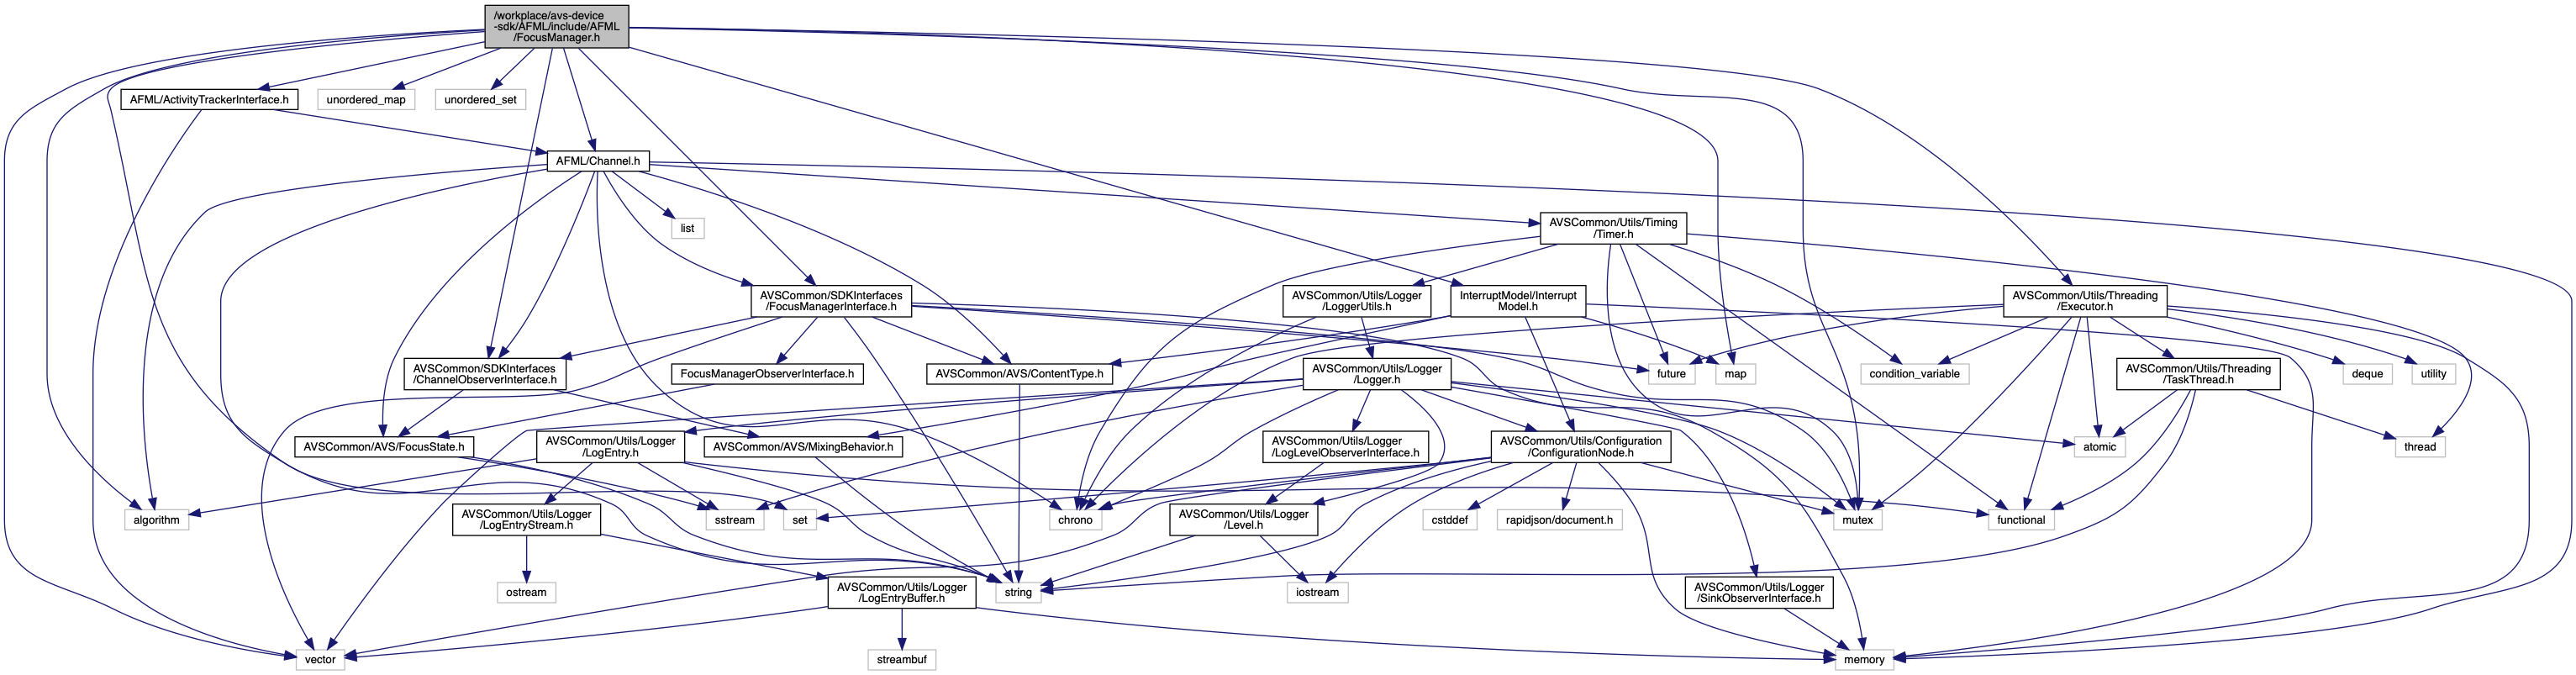 /workplace/avs-device
-sdk/AFML/include/AFML
/FocusManager.h
AFML/ActivityTrackerInterface.h
unordered_map
unordered_set
AFML/Channel.h
list
AVSCommon/Utils/Timing
/Timer.h
AVSCommon/SDKInterfaces
/FocusManagerInterface.h
AVSCommon/Utils/Logger
/LoggerUtils.h
InterruptModel/Interrupt
Model.h
AVSCommon/Utils/Threading
/Executor.h
AVSCommon/SDKInterfaces
/ChannelObserverInterface.h
FocusManagerObserverInterface.h
AVSCommon/AVS/ContentType.h
AVSCommon/Utils/Logger
/Logger.h
future
map
condition_variable
AVSCommon/Utils/Threading
/TaskThread.h
deque
utility
AVSCommon/AVS/FocusState.h
AVSCommon/Utils/Logger
/LogEntry.h
AVSCommon/AVS/MixingBehavior.h
AVSCommon/Utils/Logger
/LogLevelObserverInterface.h
AVSCommon/Utils/Configuration
/ConfigurationNode.h
atomic
thread
algorithm
AVSCommon/Utils/Logger
/LogEntryStream.h
sstream
set
chrono
AVSCommon/Utils/Logger
/Level.h
cstddef
rapidjson/document.h
mutex
functional
ostream
AVSCommon/Utils/Logger
/LogEntryBuffer.h
string
iostream
AVSCommon/Utils/Logger
/SinkObserverInterface.h
vector
streambuf
memory